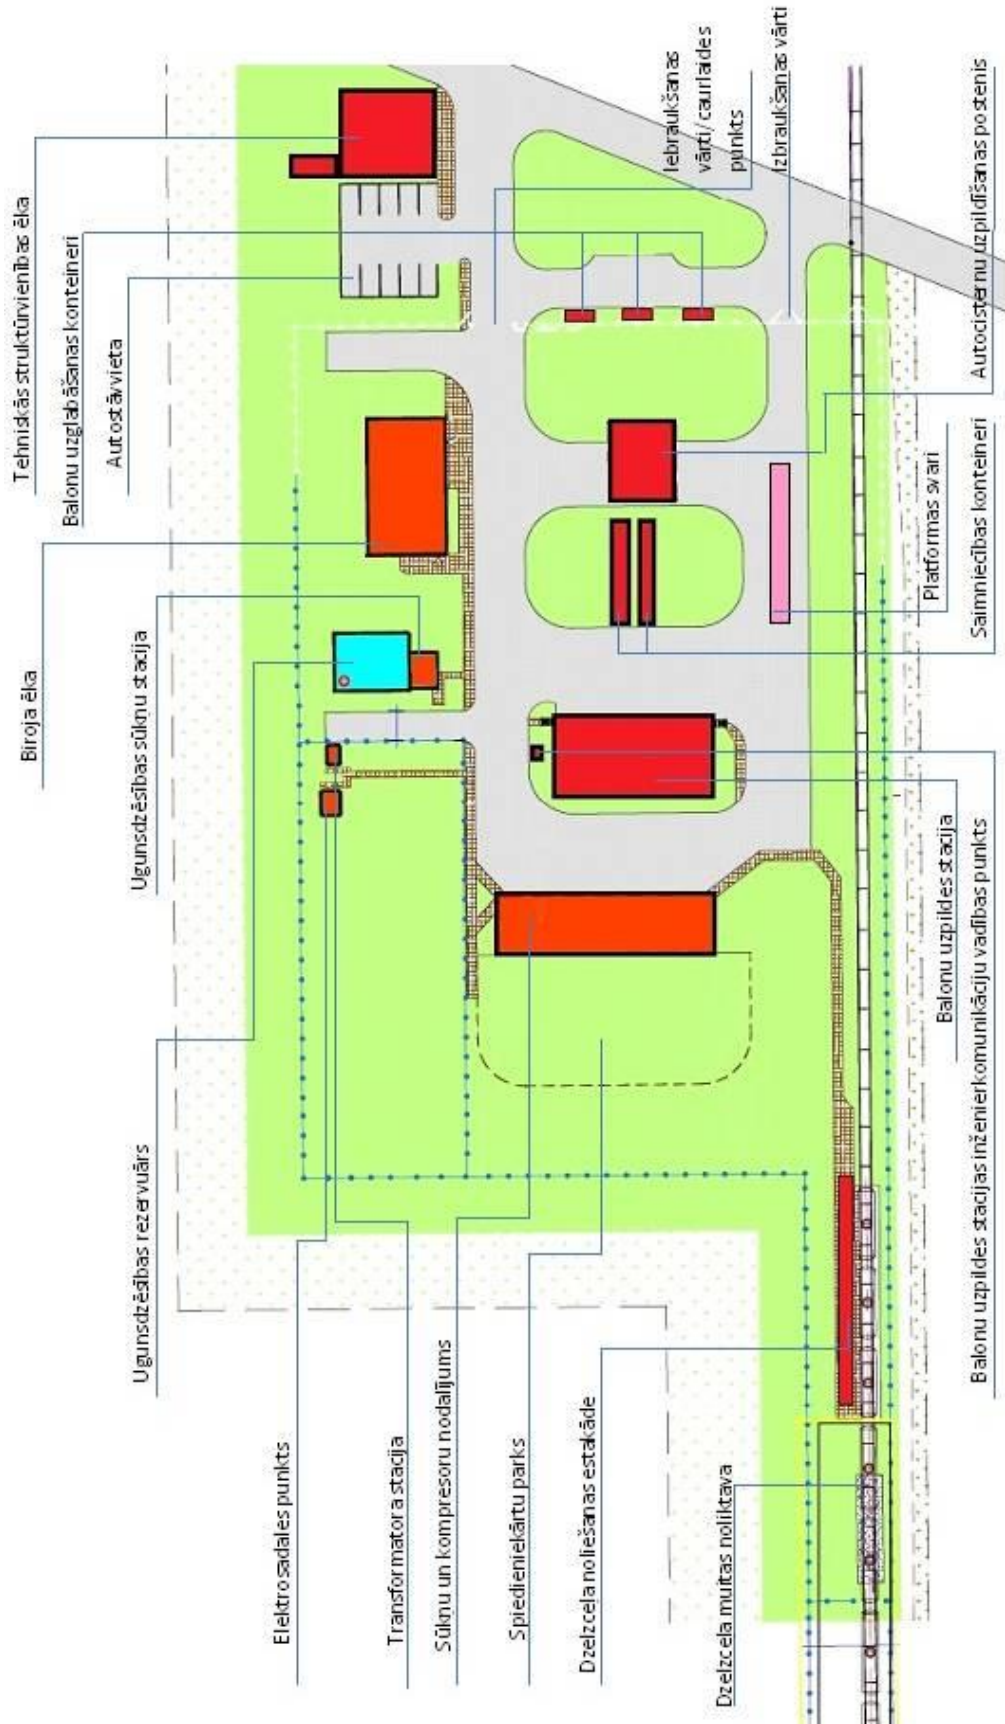 Tehniskās struktūrvienības ēka
Balonu uzglabāšanas konteineri
Autostāvvieta
Biroja ēka
Ugunsdzēsības sūkņu stacija
Ugunsdzēsības rezervuārs
Elektrosadales punkts
Transformatora stacija
Sūkņu un kompresoru nodalījums
Spiedieniekārtu parks
Dzelzceļa noliešanas estakāde
Dzelzceļa muitas noliktava
Iebraukšanas
vārti/caurlaides
punkts
Izbraukšanas vārti
Autocisternu uzpildīšanas postenis
Platformas svari
Saimniecības konteineri
Balonu uzpildes stacija
Balonu uzpildes stacijas inženierkomunikāciju vadības punkts